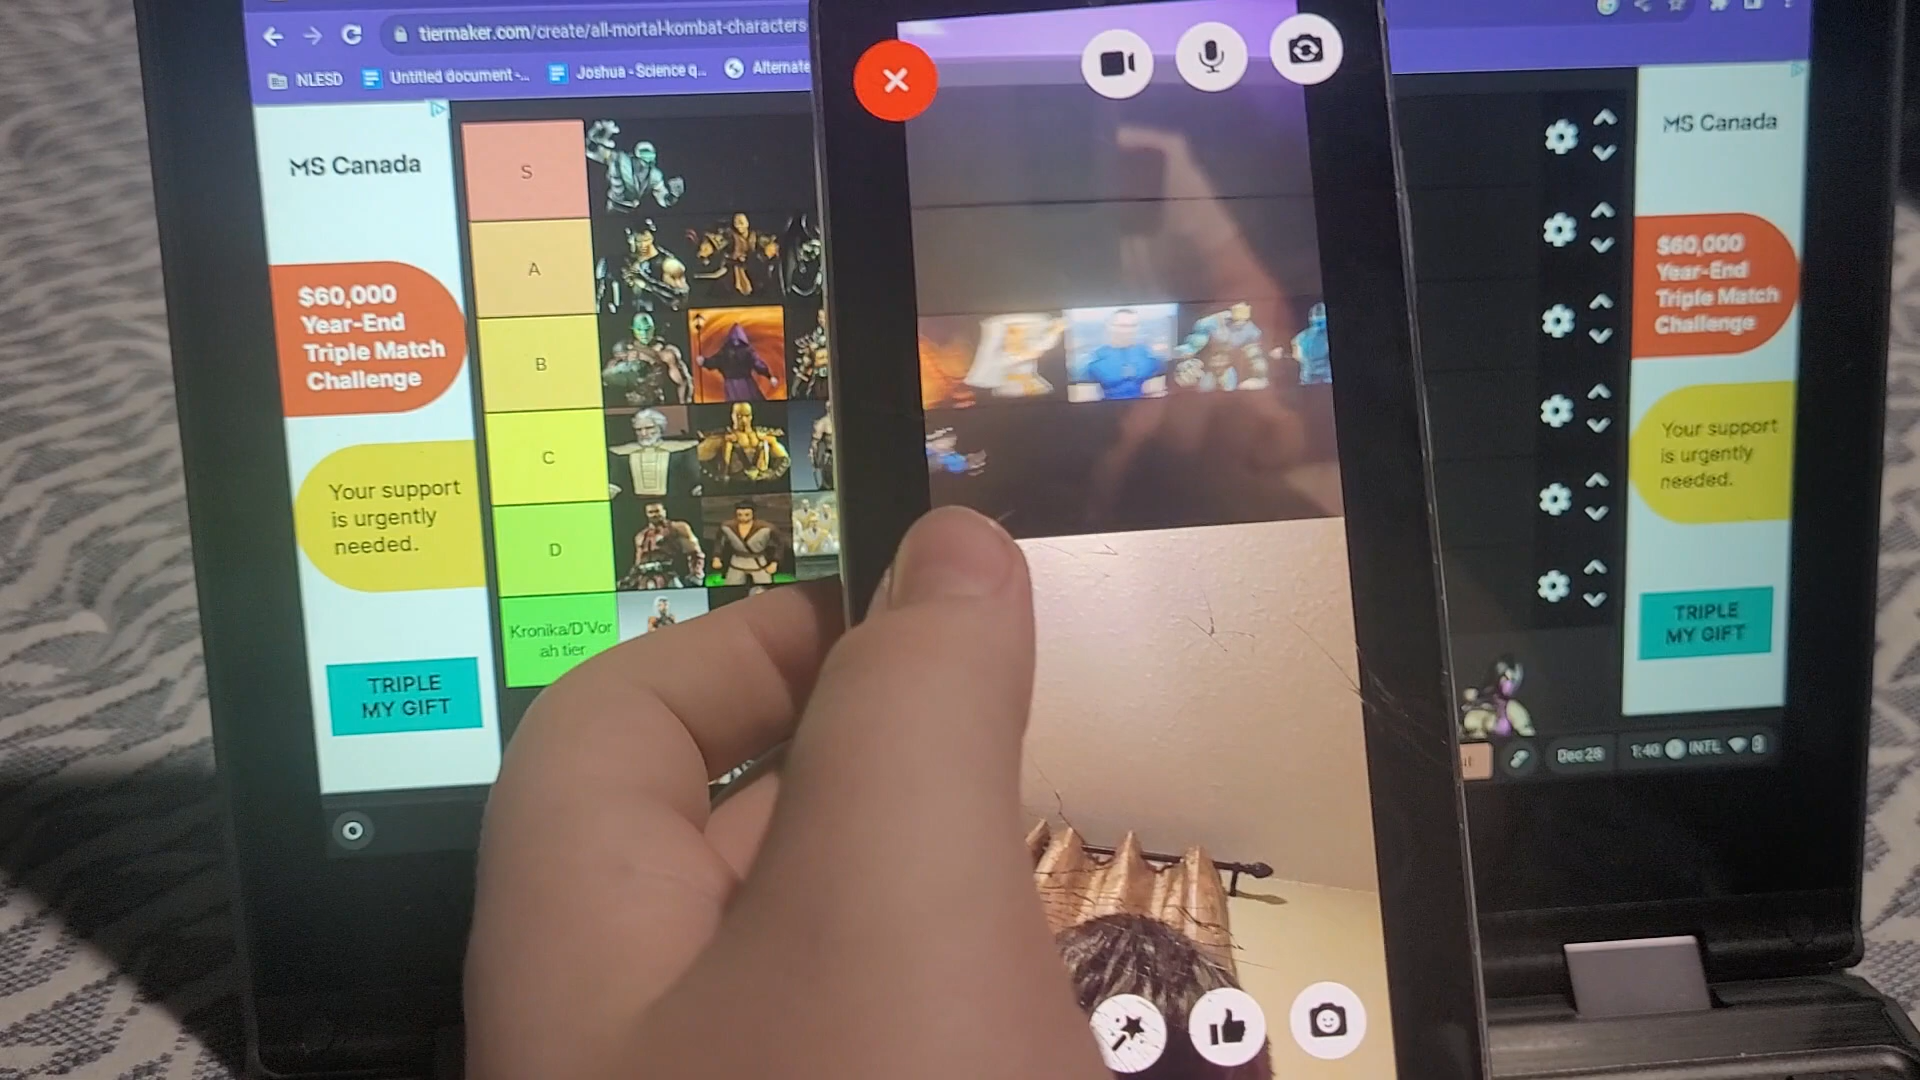 tiermaker.com/create/all-mortal-kombat-characters
NLESD
Untitled document -...
Joshua - Science q...
Alternate
MS Canada
$60,000
Year-End
Triple Match
Challenge
Your support
is urgently
needed.
TRIPLE
MY GIFT
S
A
B
C
D
Kronika/D'Vor
ah tier
MS Canada
$60,000
Year-End
Triple Match
Challenge
Your support
is urgently
needed.
TRIPLE
MY GIFT
Dec 28
1:40
INTL